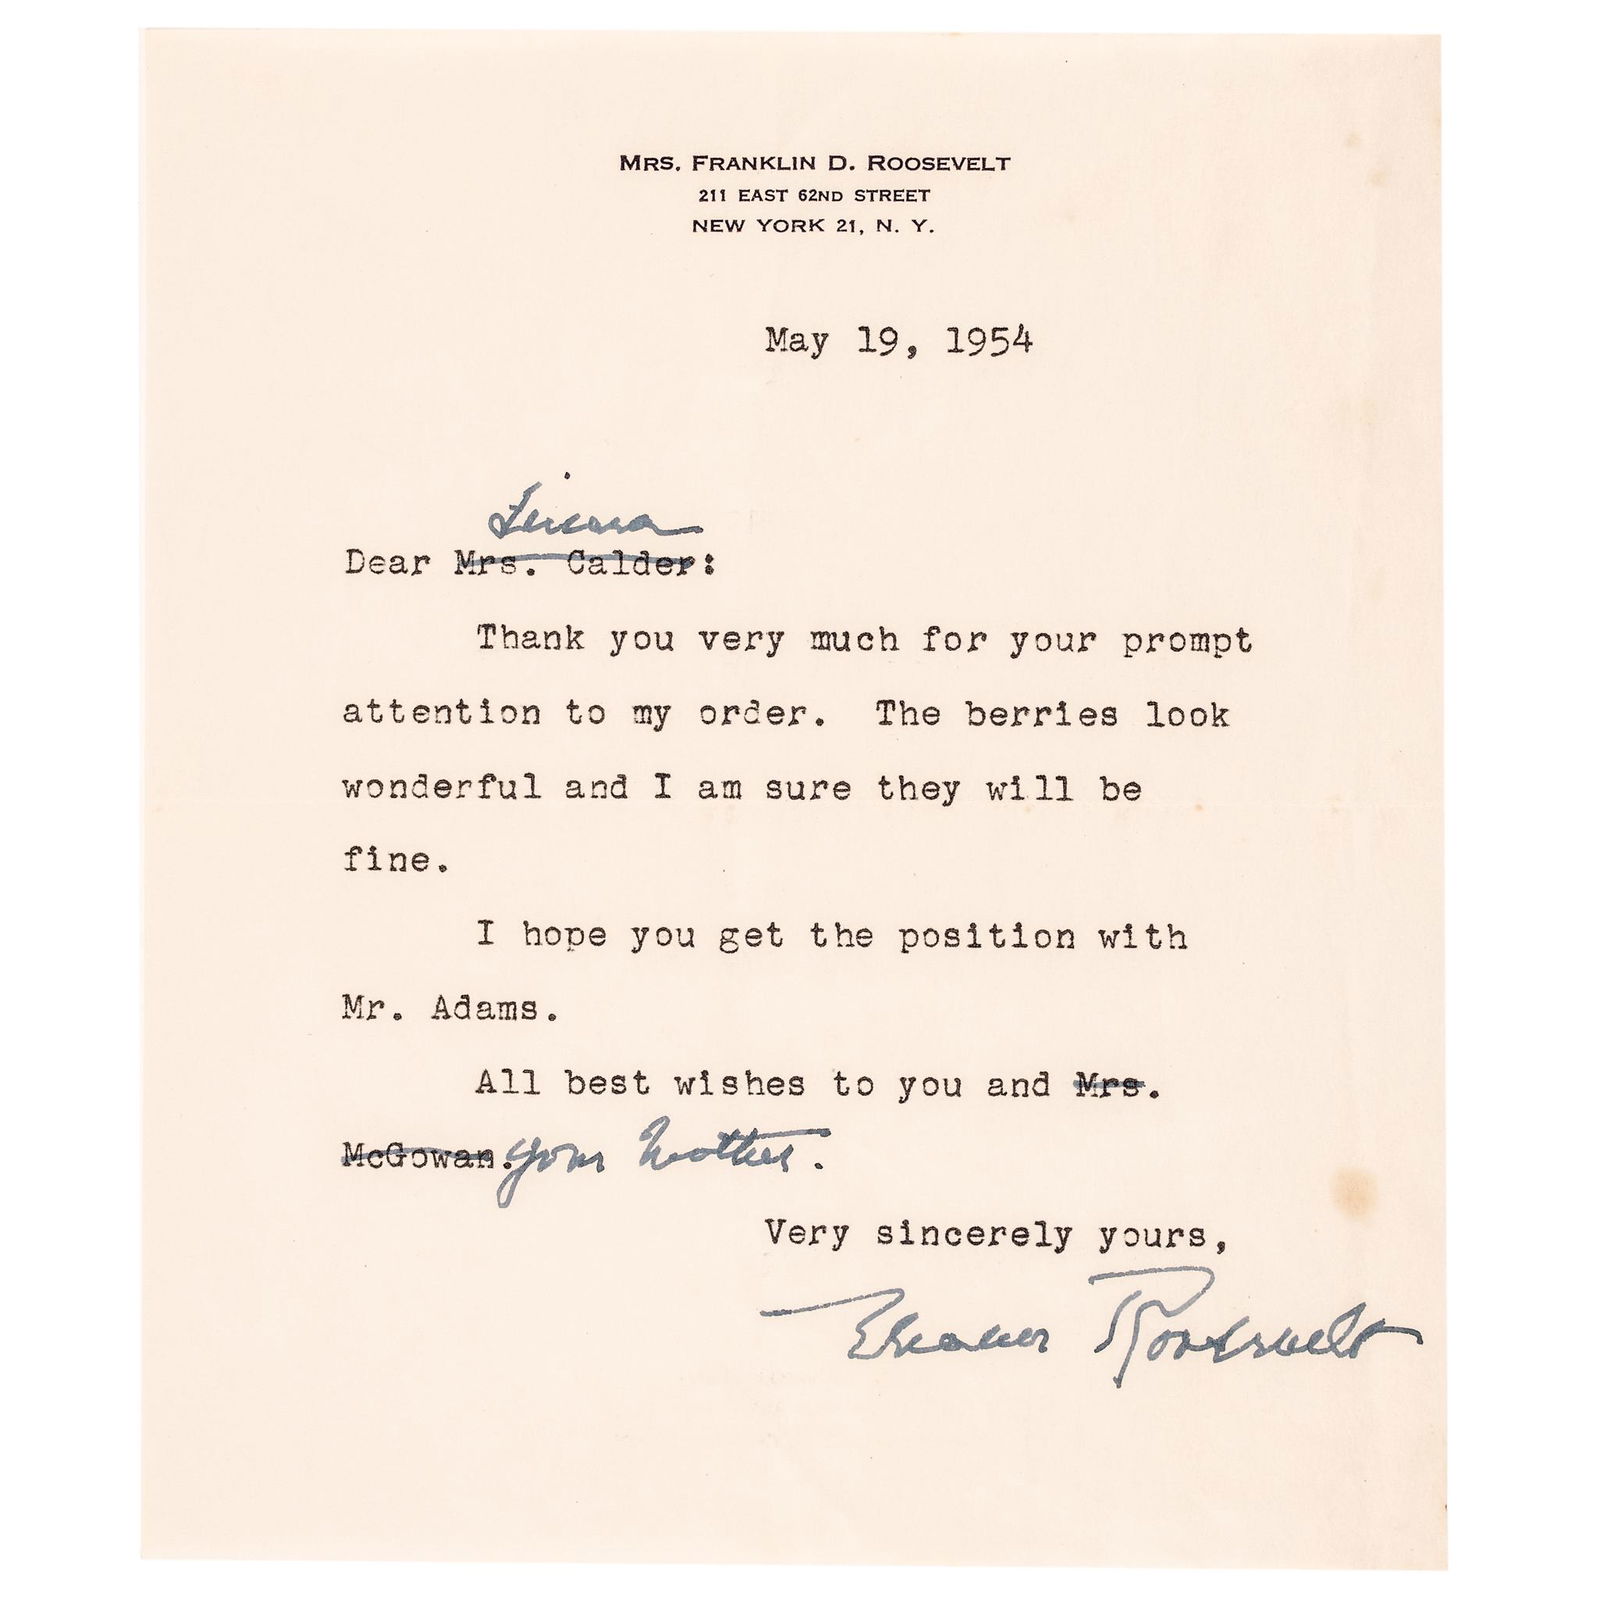 MRS. FRANKLIN D. ROOSEVELT
211 EAST 62ND STREET
NEW YORK 21, N. Y.
May 19, 1954
Dear Mrs. Calder:
Thank you very much for your prompt
attention to my order. The berries look
wonderful and I am sure they will be
fine.
I hope you get the position with
Mr. Adams.
All best wishes to you and Mrs.
McGowan. your Mother.
Very sincerely yours,
Eleanor Roosevelt